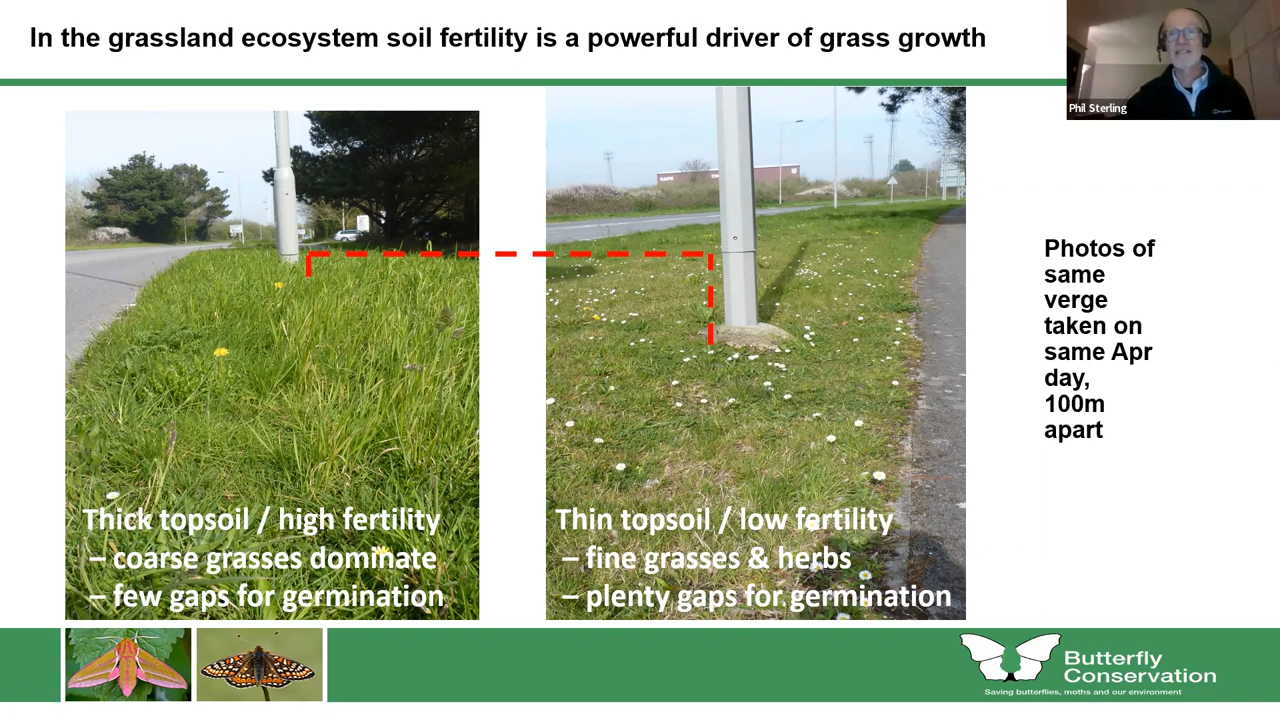 In the grassland ecosystem soil fertility is a powerful driver of grass growth
Phil Sterling
Thick topsoil / high fertility
– coarse grasses dominate
– few gaps for germination
Thin topsoil / low fertility
– fine grasses & herbs
– plenty gaps for germination
Photos of
same
verge
taken on
same Apr
day,
100m
apart
Butterfly
Conservation
Saving butterflies, moths and our environment